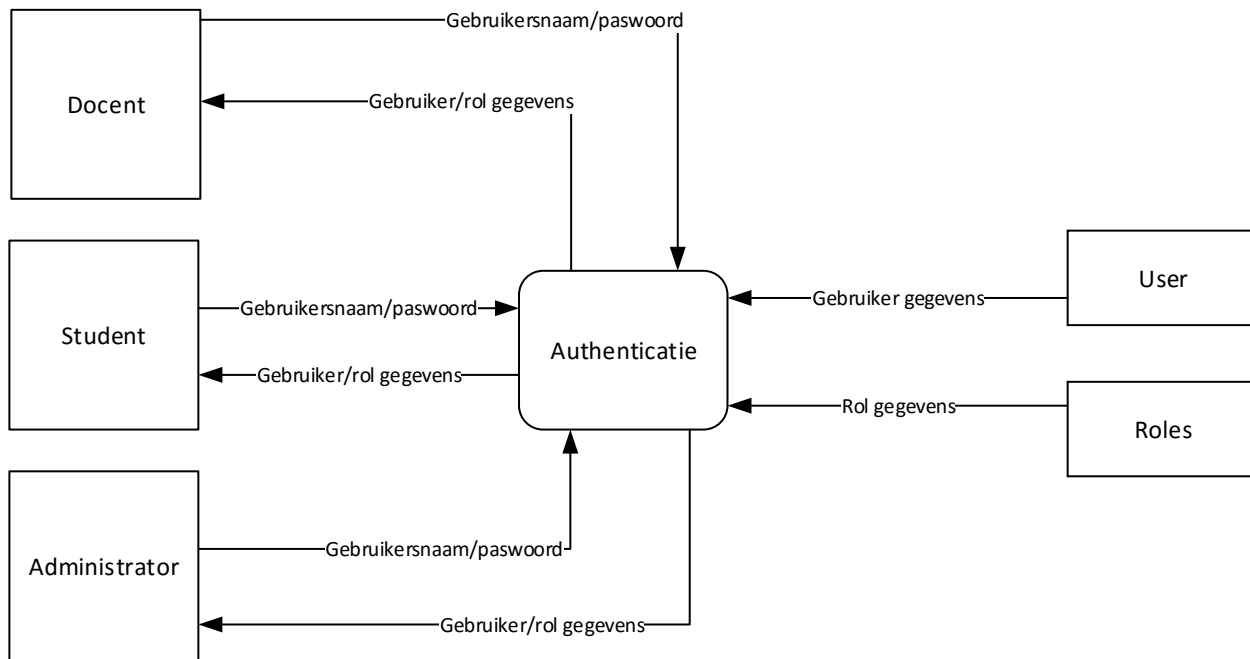 Gebruikersnaam/paswoord
Docent
Gebruiker/rol gegevens
Student
Gebruikersnaam/paswoord
Gebruiker/rol gegevens
Authenticatie
User
Gebruiker gegevens
Rol gegevens
Roles
Administrator
Gebruikersnaam/paswoord
Gebruiker/rol gegevens